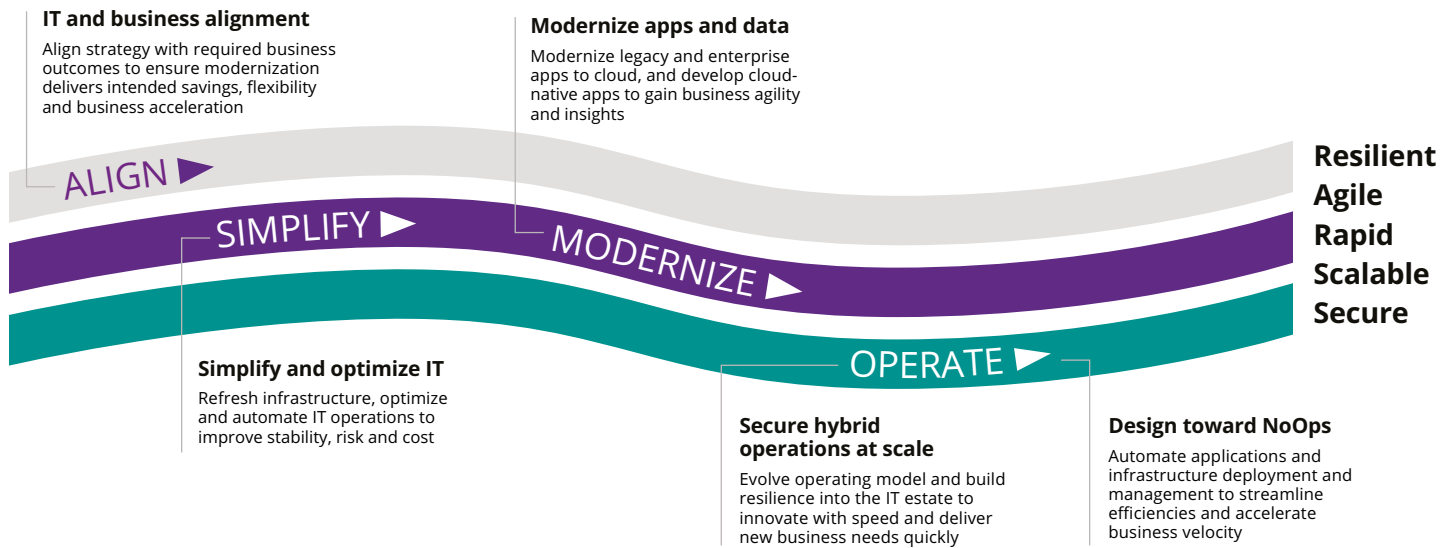 IT and business alignment
Align strategy with required business
outcomes to ensure modernization
delivers intended savings, flexibility
and business acceleration
Modernize apps and data
Modernize legacy and enterprise
apps to cloud, and develop cloud-
native apps to gain business agility
and insights
ALIGN
SIMPLIFY
MODERNIZE
OPERATE
Resilient
Agile
Rapid
Scalable
Secure
Simplify and optimize IT
Refresh infrastructure, optimize
and automate IT operations to
improve stability, risk and cost
Secure hybrid
operations at scale
Evolve operating model and build
resilience into the IT estate to
innovate with speed and deliver
new business needs quickly
Design toward NoOps
Automate applications and
infrastructure deployment and
management to streamline
efficiencies and accelerate
business velocity